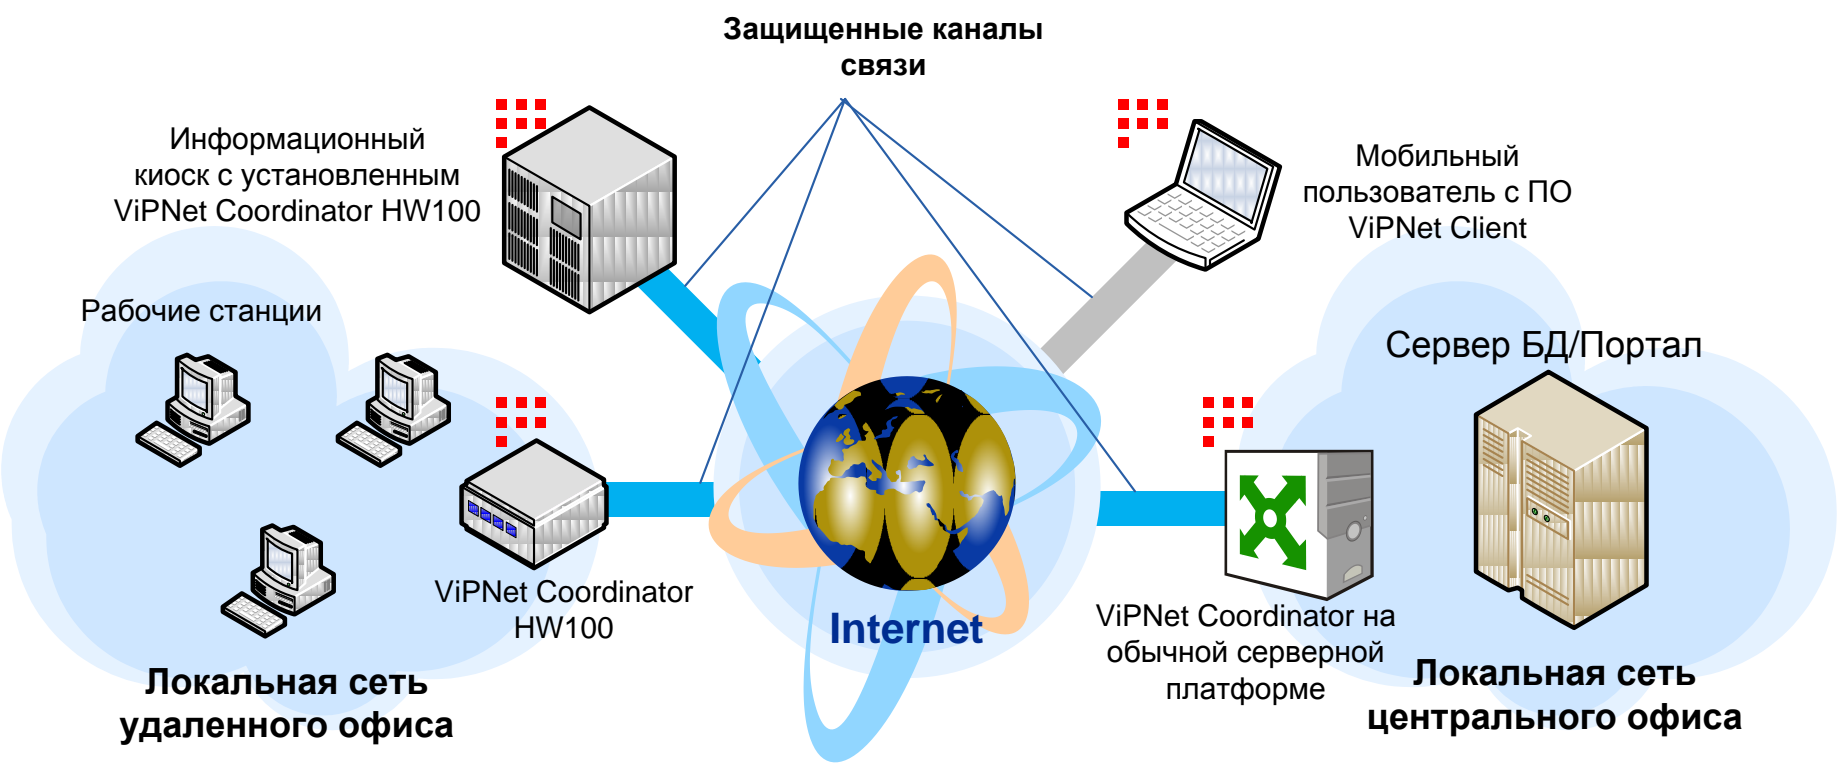 Защищенные каналы
связи
Информационный
киоск с установленным
ViPNet Coordinator HW100
Мобильный
пользователь с ПО
ViPNet Client
Рабочие станции
Сервер БД/Портал
ViPNet Coordinator
HW100
Internet
ViPNet Coordinator на
обычной серверной
платформе
Локальная сеть
удаленного офиса
Локальная сеть
центрального офиса